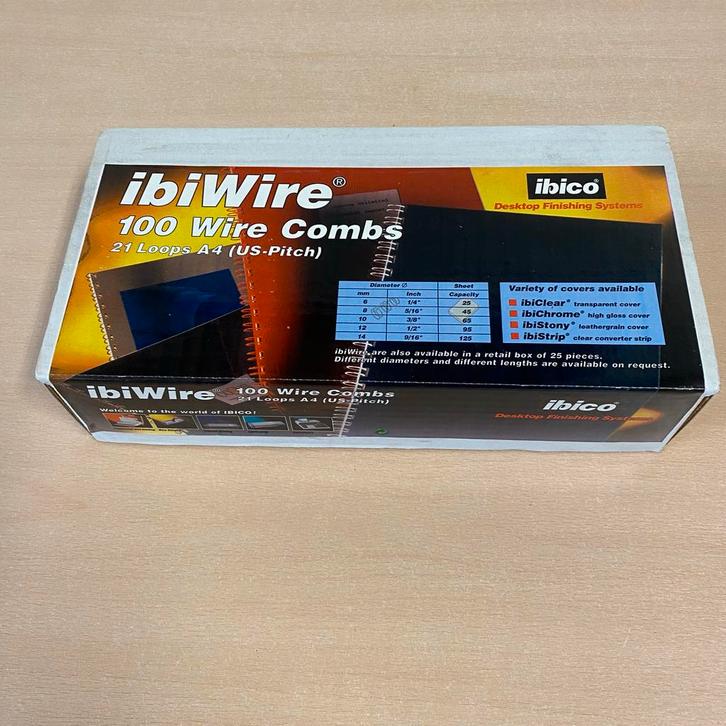 ibiWire®
100 Wire Combs
21 Loops A4 (US-Pitch)
ibico®
Desktop Finishing Systems
Diameter Ø Sheet
mm Inch Capacity
6 1/4" 25
8 5/16" 45
10 3/8" 65
12 1/2" 95
14 9/16" 125
Variety of covers available
ibiClear® transparent cover
ibiChrome® high gloss cover
ibiStony® leathergrain cover
ibiStrip® clear converter strip
ibiWire are also available in a retail box of 25 pieces.
Different diameters and different lengths are available on request.
ibiWire® 100 Wire Combs
21 Loops A4 (US-Pitch)
Welcome to the world of IBICO!
ibico®
Desktop Finishing Systems